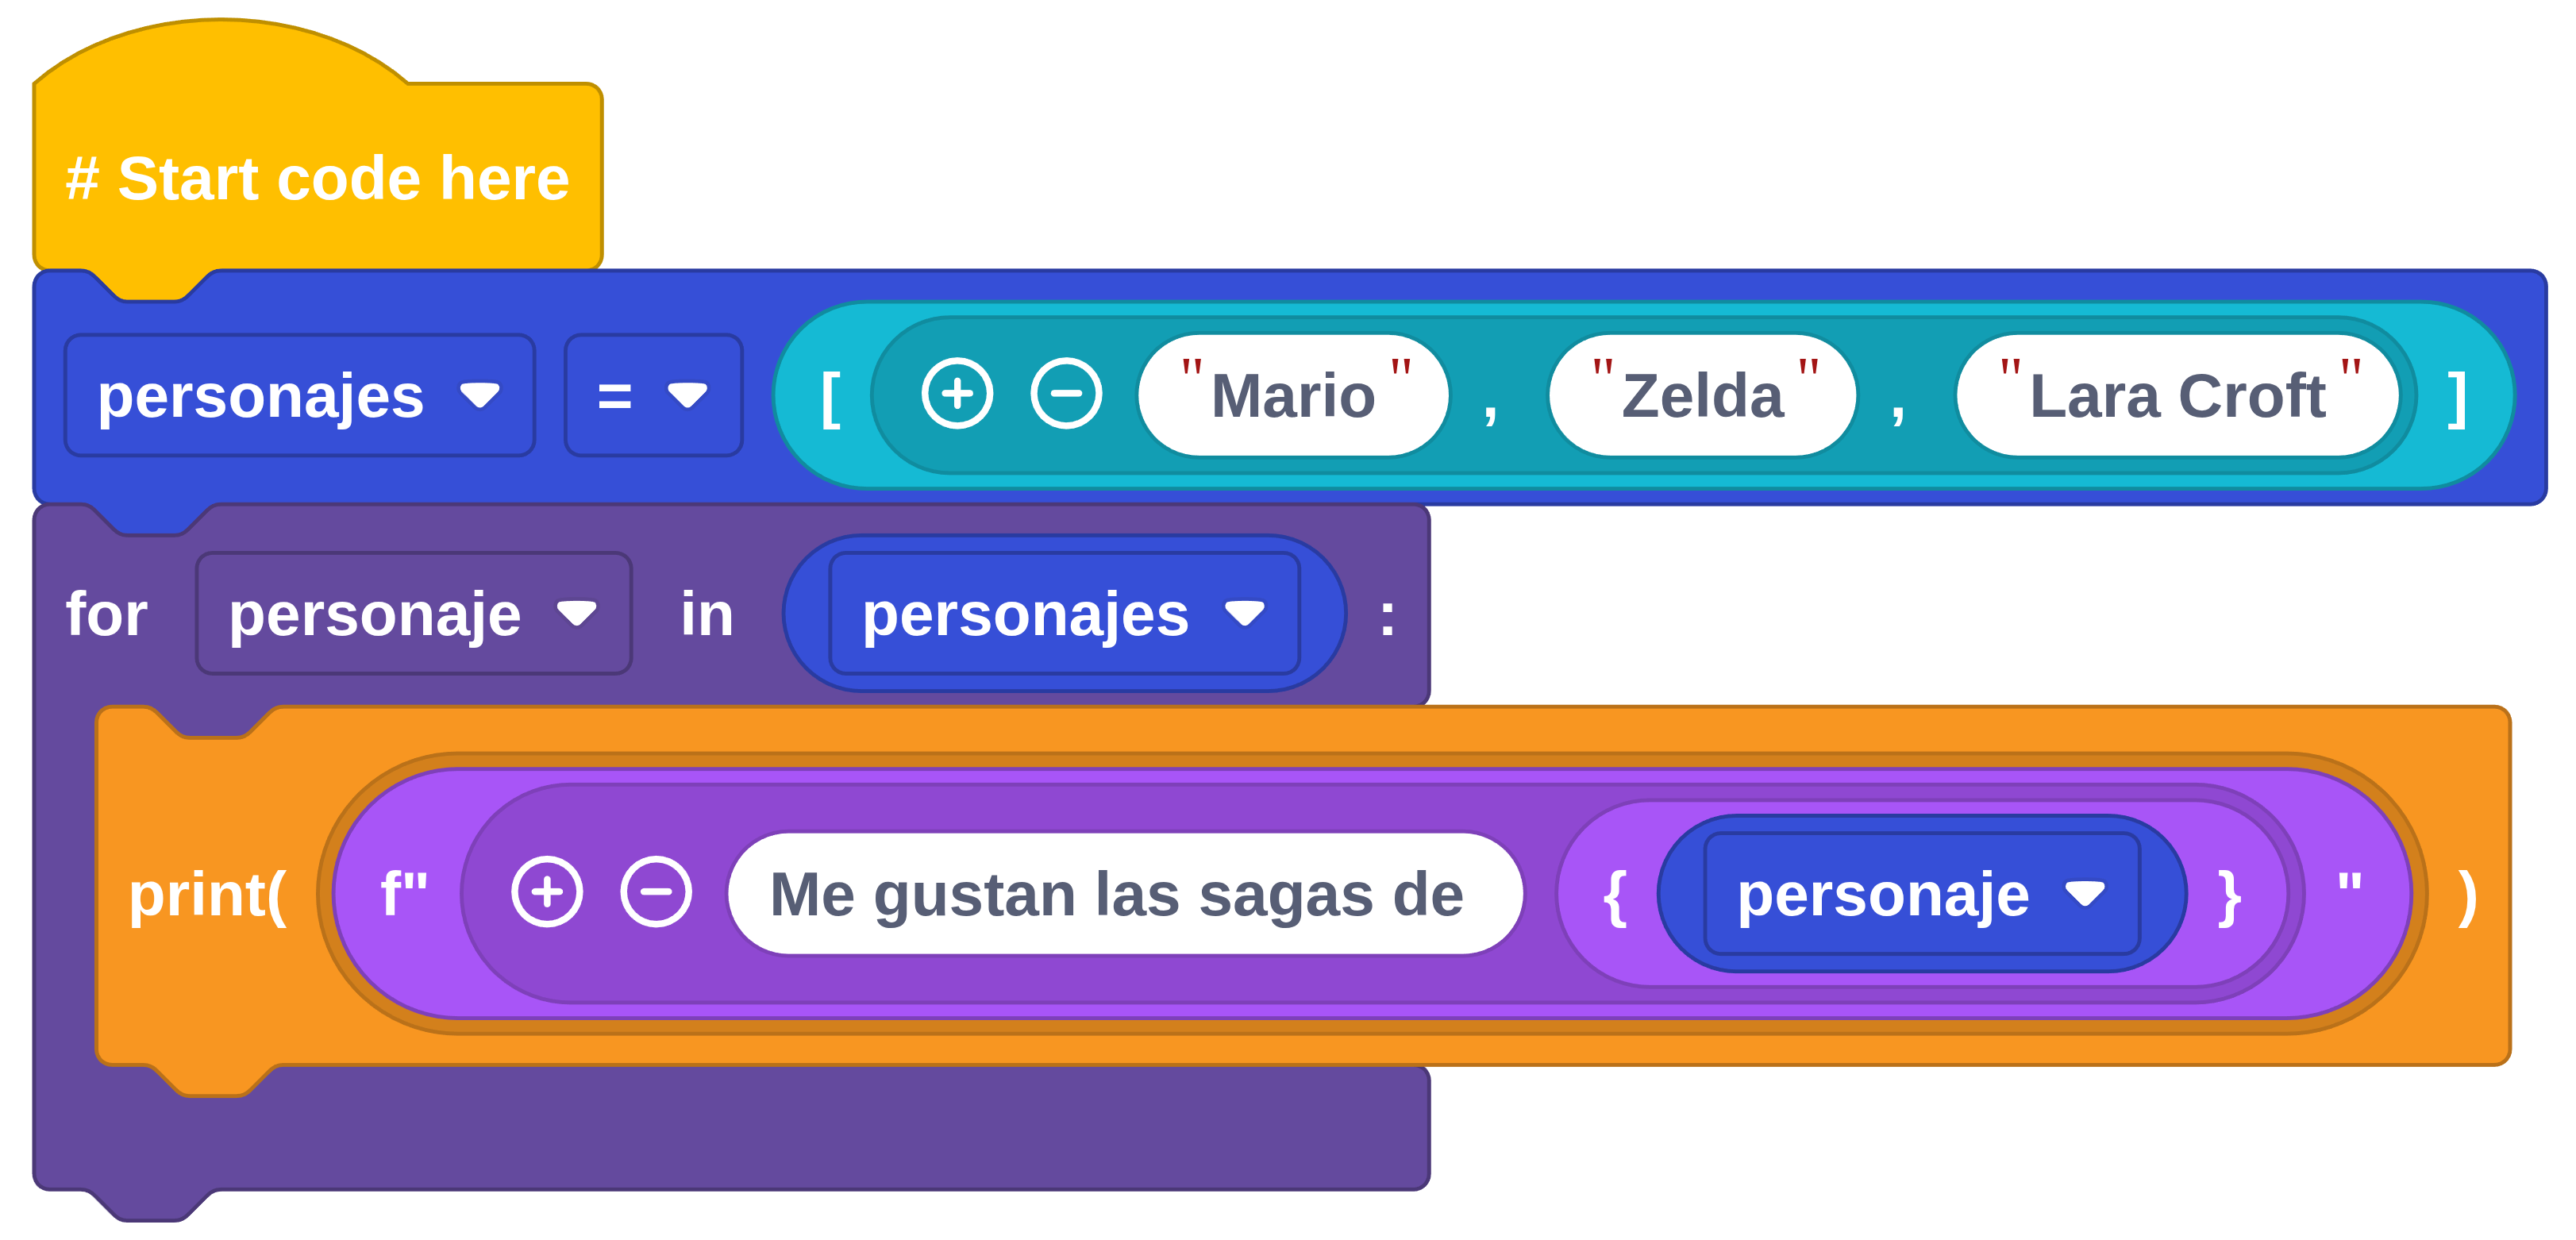 # Start code here
personajes = [ "Mario" , "Zelda" , "Lara Croft" ]
for personaje in personajes :
print( f" Me gustan las sagas de { personaje } " )